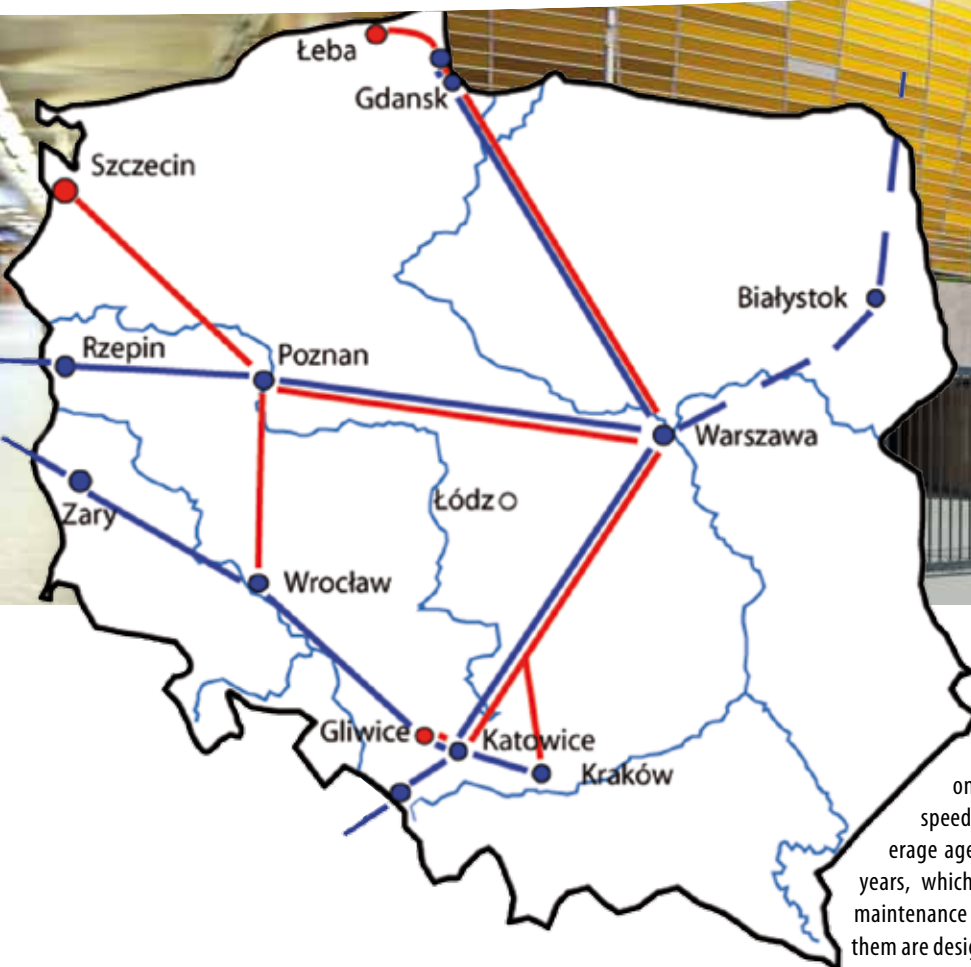 Łeba
Gdansk
Szczecin
Białystok
Rzepin
Poznan
Warszawa
Łódz
Zary
Wrocław
Gliwice
Katowice
Kraków
on
speed
erage age
years, which
maintenance
them are desig